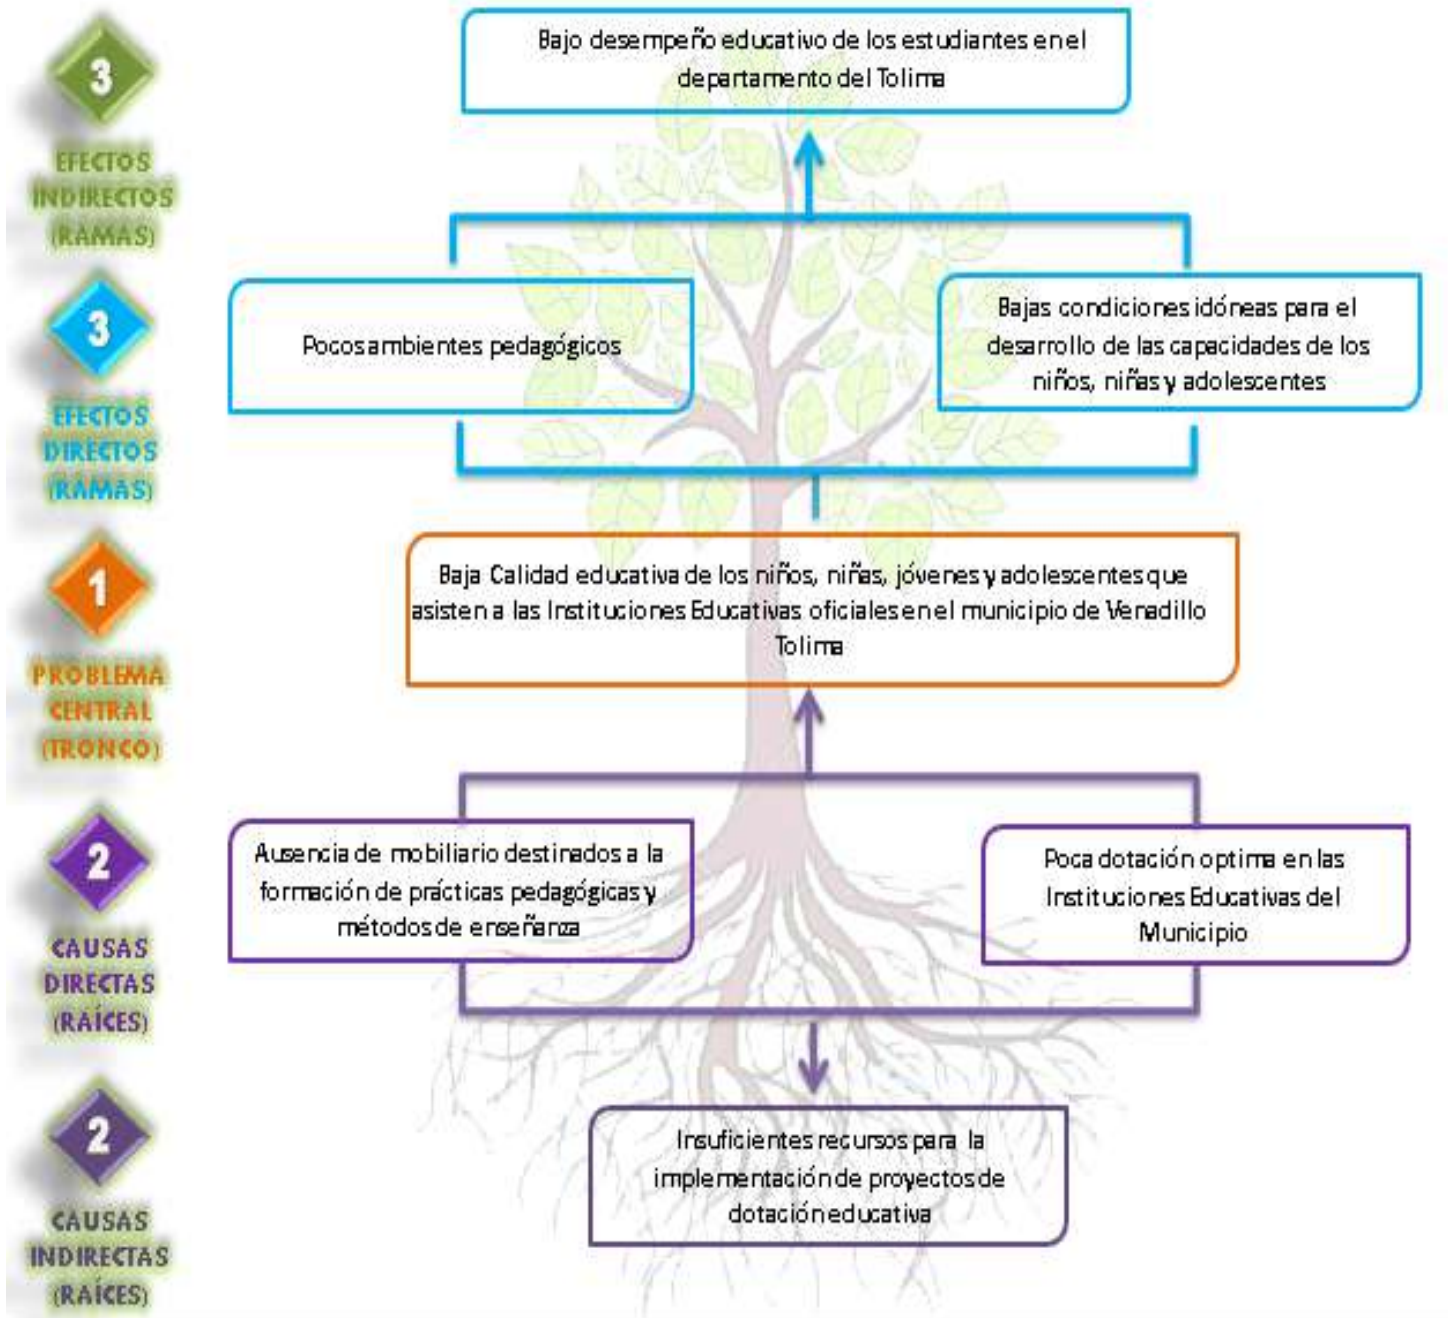 3
EFECTOS
INDIRECTOS
(RAMAS)
Bajo desempeño educativo de los estudiantes en el
departamento del Tolima
3
EFECTOS
DIRECTOS
(RAMAS)
Pocos ambientes pedagógicos
Bajas condiciones idóneas para el
desarrollo de las capacidades de los
niños, niñas y adolescentes
1
PROBLEMA
CENTRAL
(TRONCO)
Baja Calidad educativa de los niños, niñas, jóvenes y adolescentes que
asisten a las Instituciones Educativas oficiales en el municipio de Venadillo
Tolima
2
CAUSAS
DIRECTAS
(RAÍCES)
Ausencia de mobiliario destinados a la
formación de prácticas pedagógicas y
métodos de enseñanza
Poca dotación optima en las
Instituciones Educativas del
Municipio
2
CAUSAS
INDIRECTAS
(RAÍCES)
Insuficientes recursos para la
implementación de proyectos de
dotación educativa